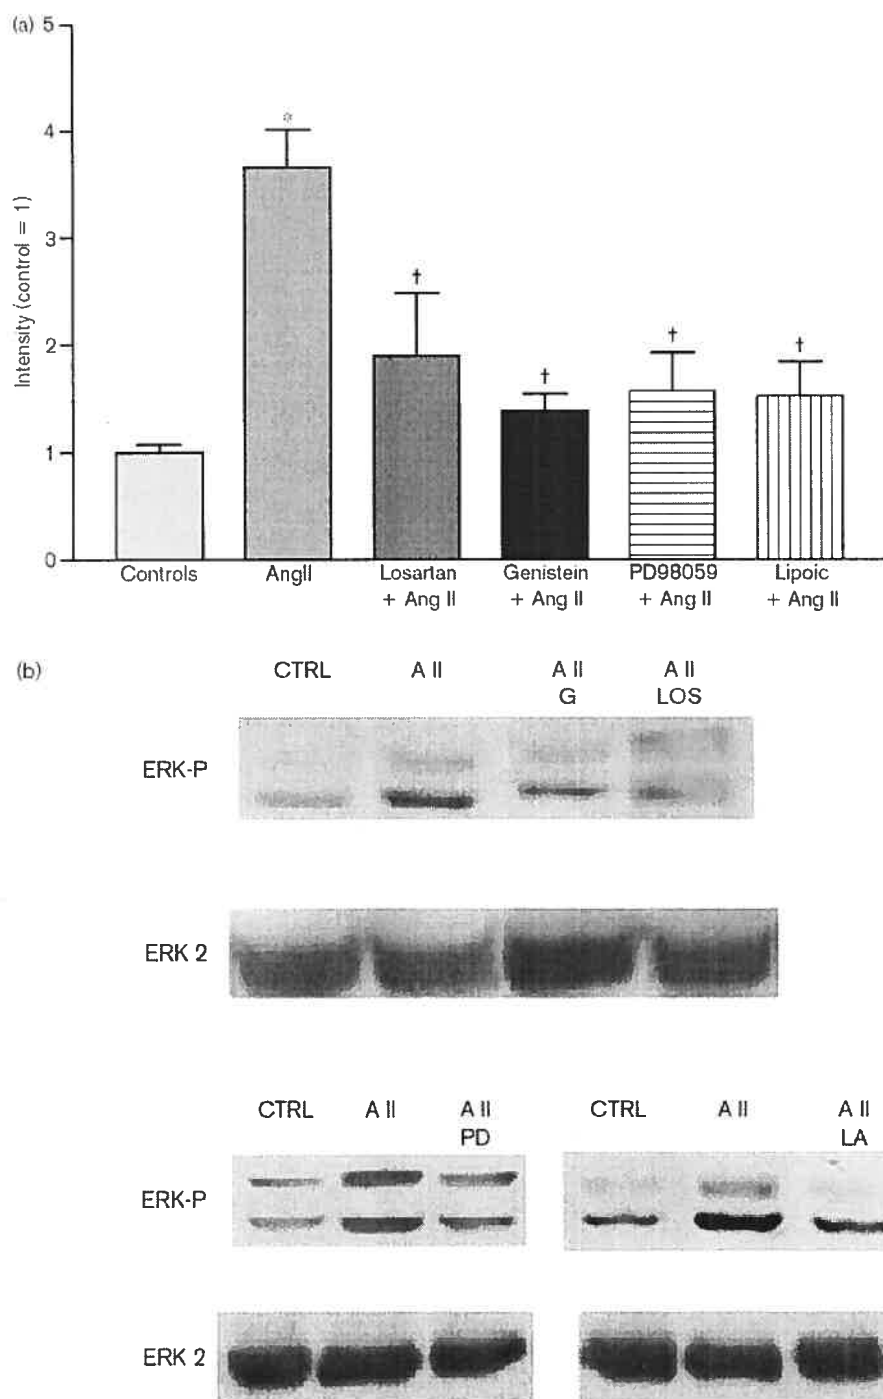 (a)
5
4
3
2
1
0
Intensity (control = 1)
*
†
†
†
†
Controls AngII Losartan Genistein PD98059 Lipoic
+ Ang II + Ang II + Ang II + Ang II
(b)
CTRL A II A II A II
G LOS
ERK-P
ERK 2
CTRL A II A II CTRL A II A II
PD LA
ERK-P
ERK 2